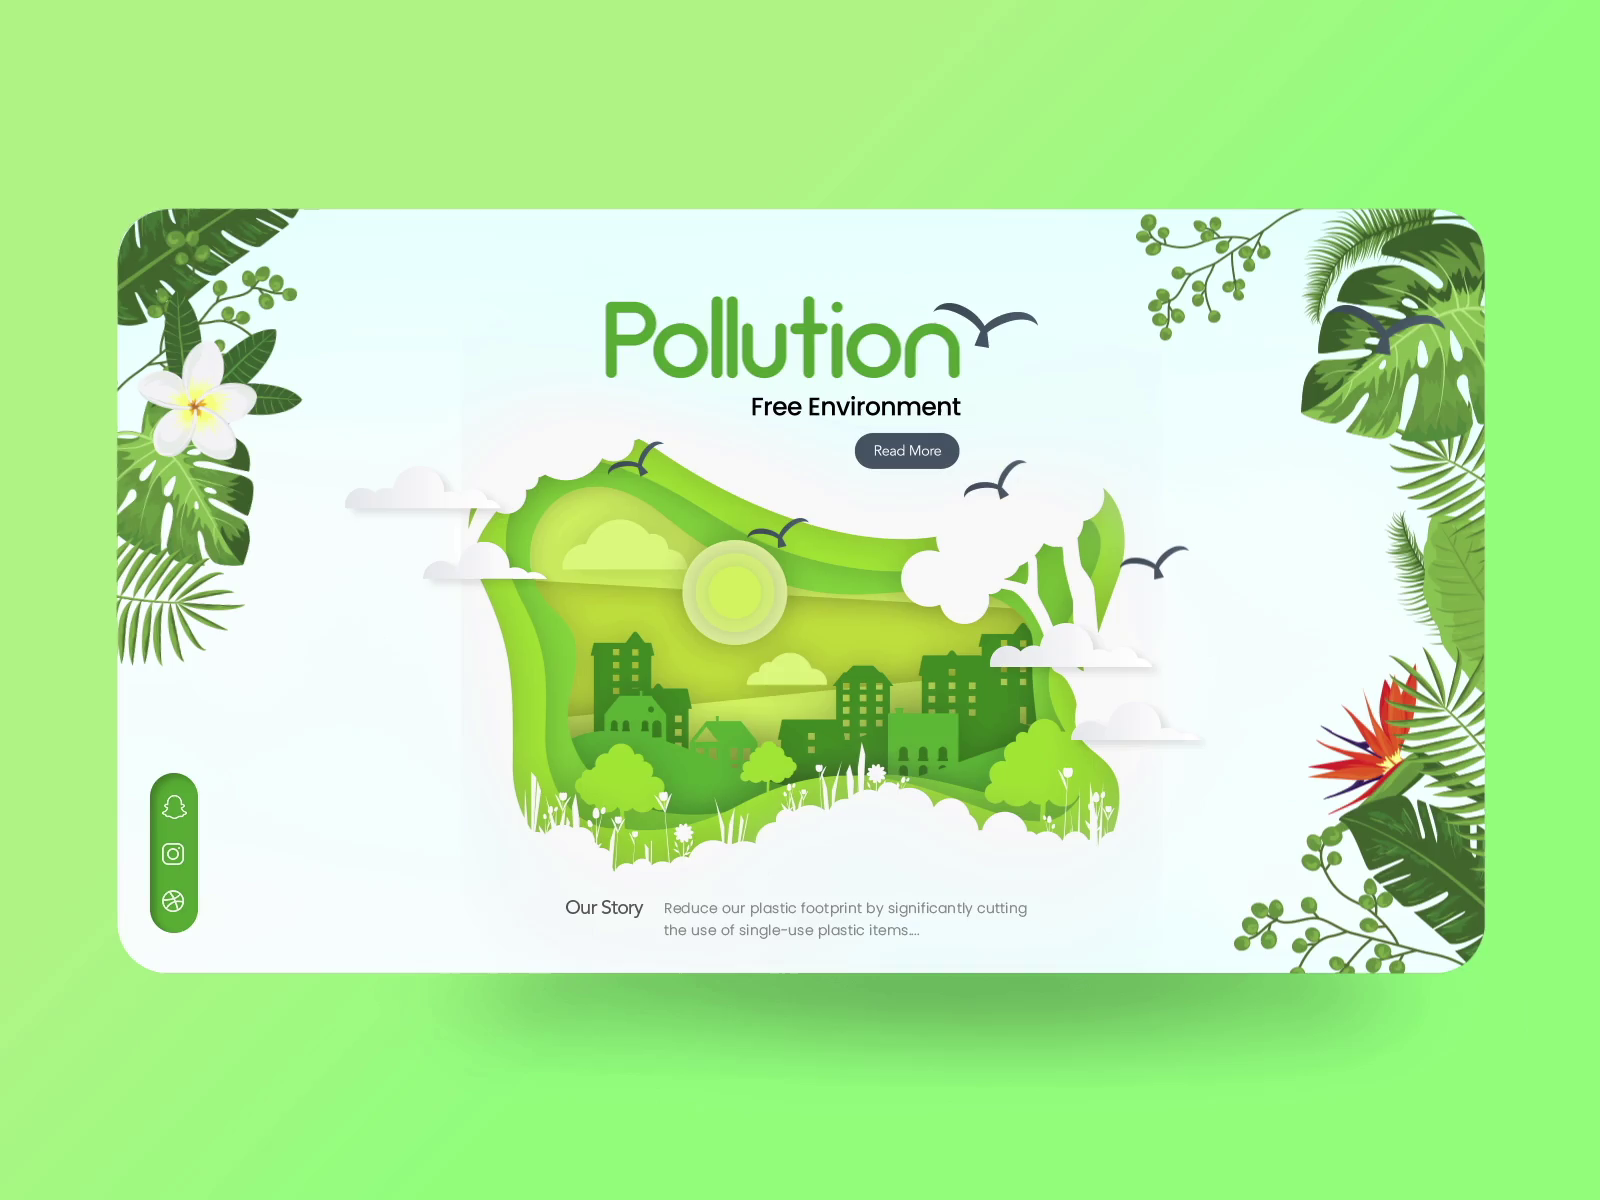 Pollution
Free Environment
Read More
Our Story
Reduce our plastic footprint by significantly cutting
the use of single-use plastic items....